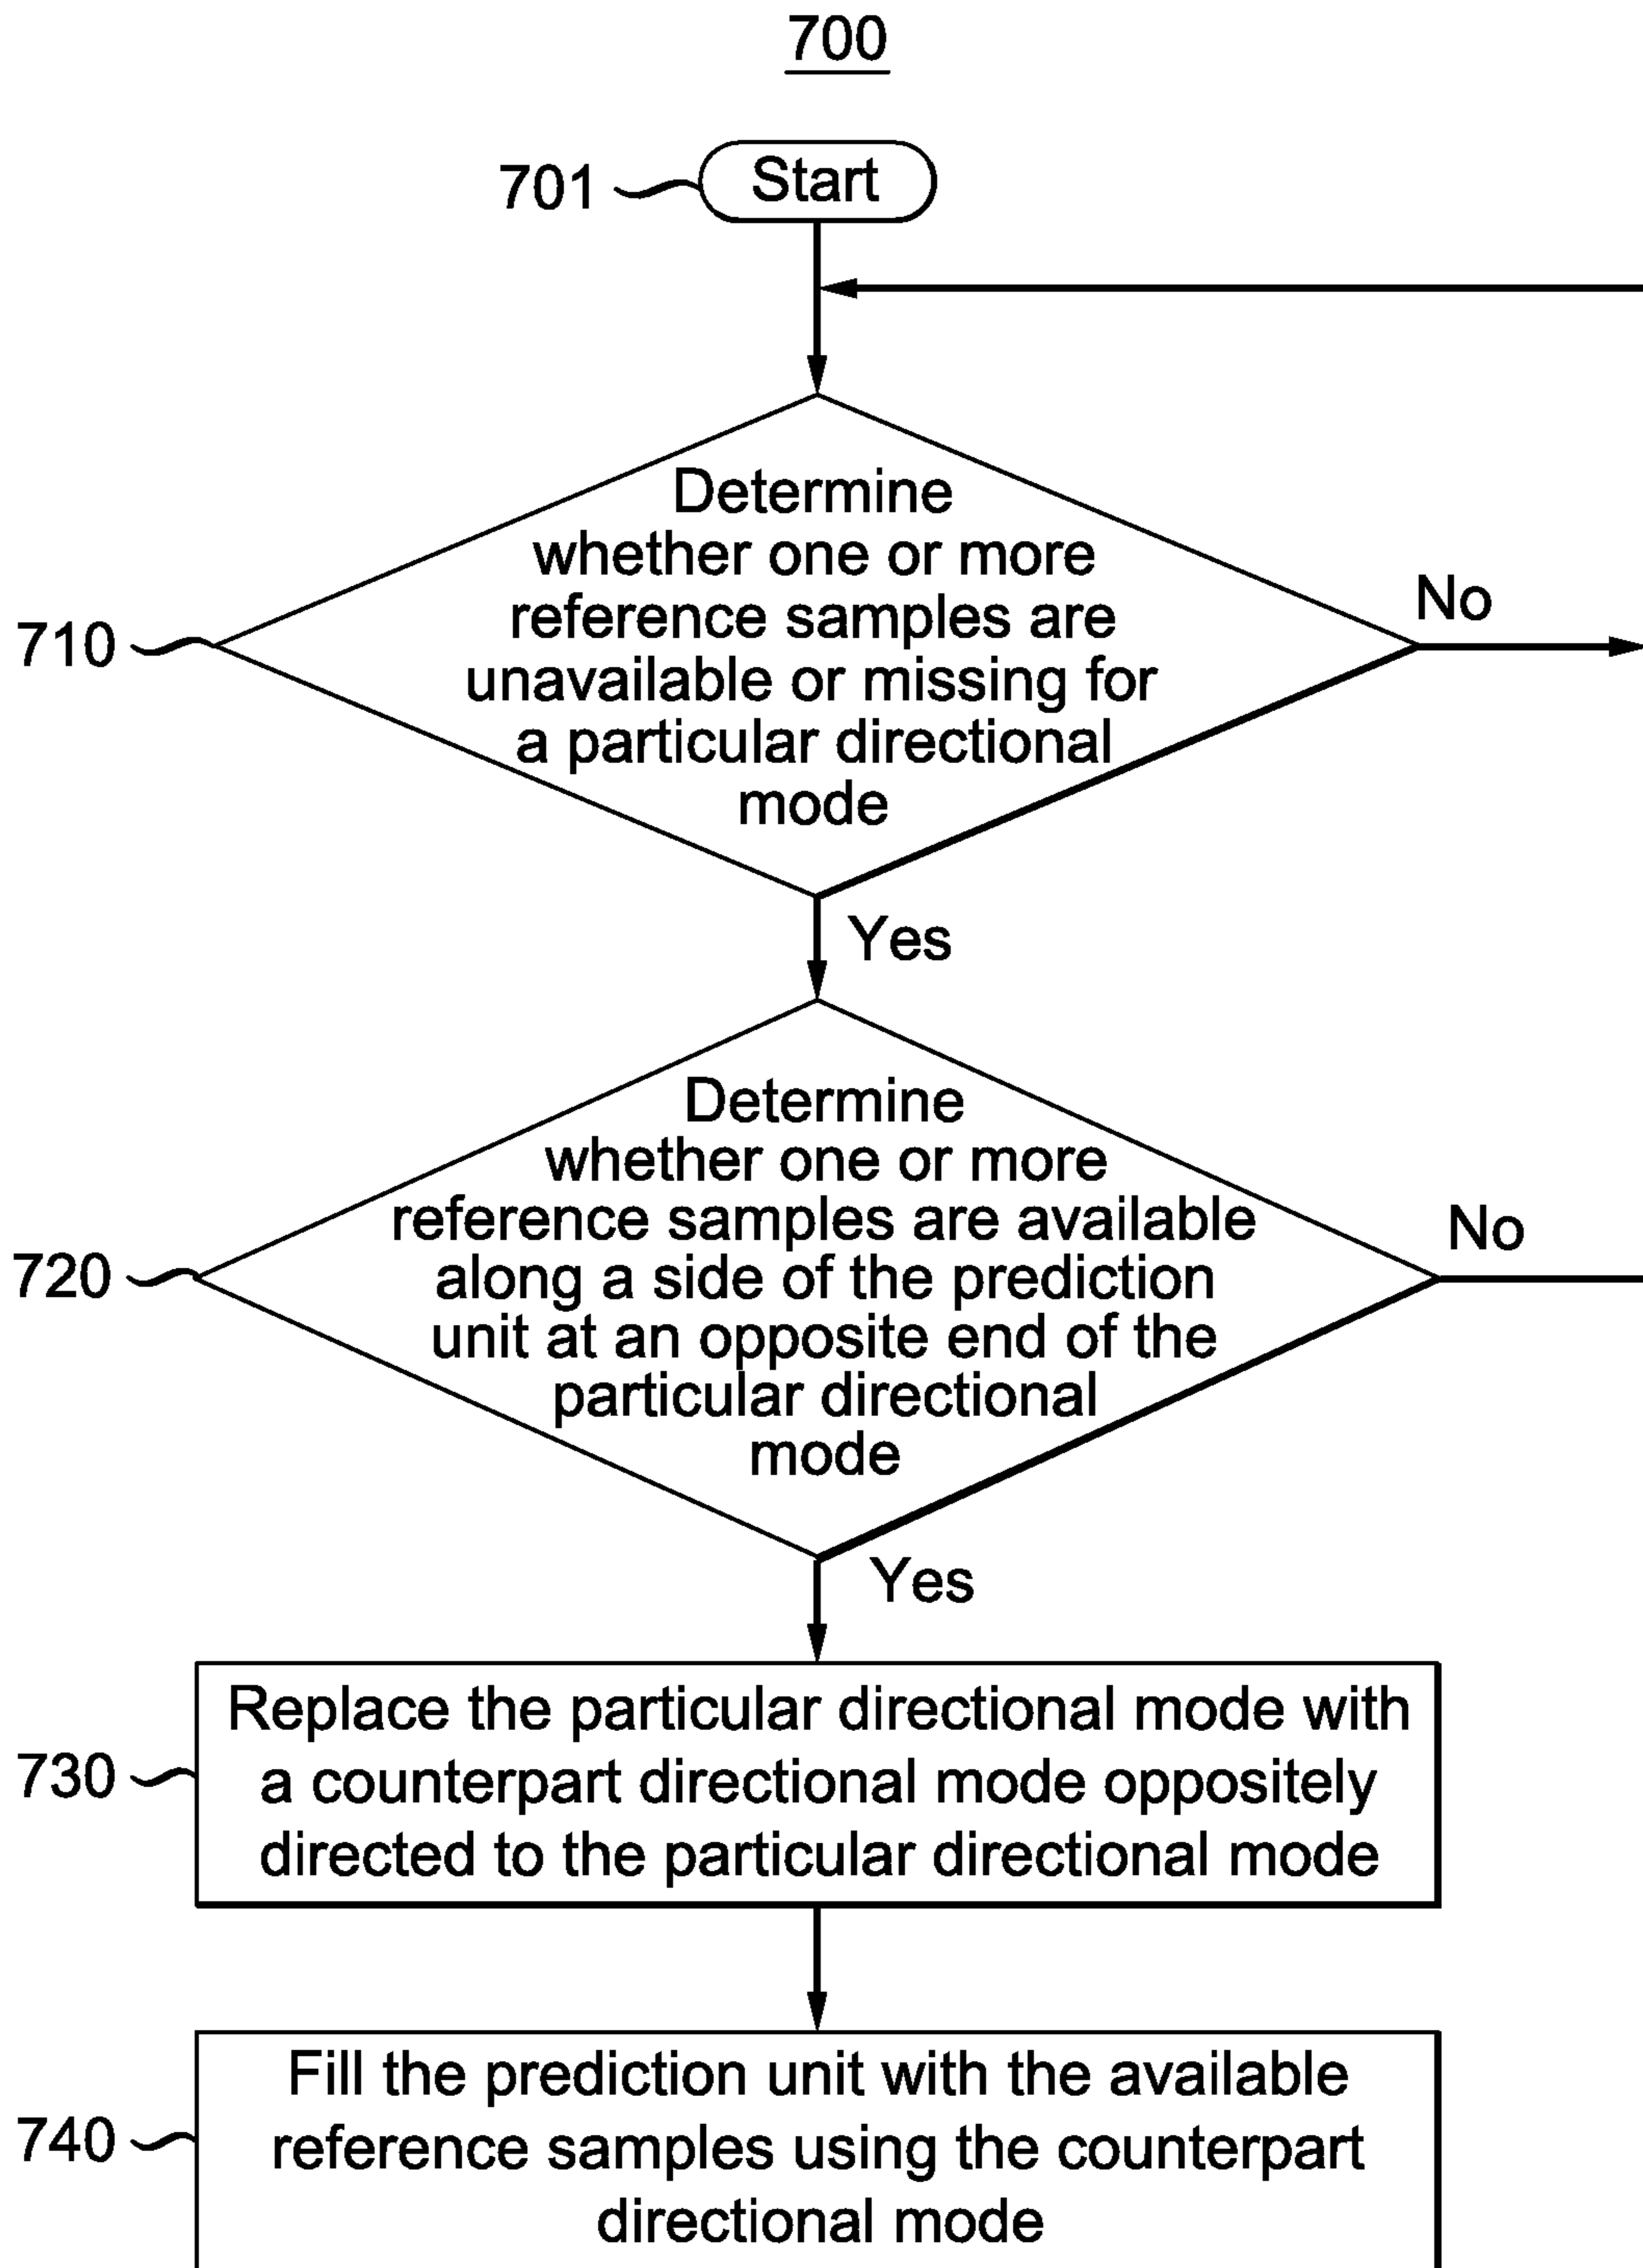 700
701
Start
Determine
whether one or more
reference samples are
unavailable or missing for
a particular directional
mode
710
No
Yes
Determine
whether one or more
reference samples are available
along a side of the prediction
unit at an opposite end of the
particular directional
mode
720
No
Yes
Replace the particular directional mode with
a counterpart directional mode oppositely
directed to the particular directional mode
730
Fill the prediction unit with the available
reference samples using the counterpart
directional mode
740